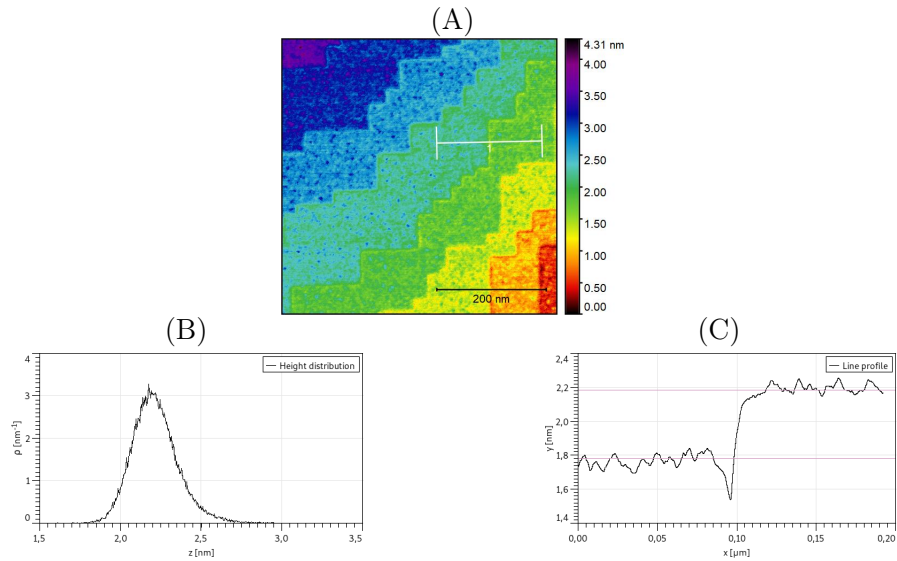 (A)
4.31 nm
4.00
3.50
3.00
2.50
2.00
1.50
1.00
0.50
0.00
200 nm
(B)
Height distribution
4
3
2
1
0
ρ [nm⁻¹]
1,5
2,0
2,5
3,0
3,5
z [nm]
(C)
Line profile
2,4
2,2
2,0
1,8
1,6
1,4
y [nm]
0,00
0,05
0,10
0,15
0,20
x [µm]